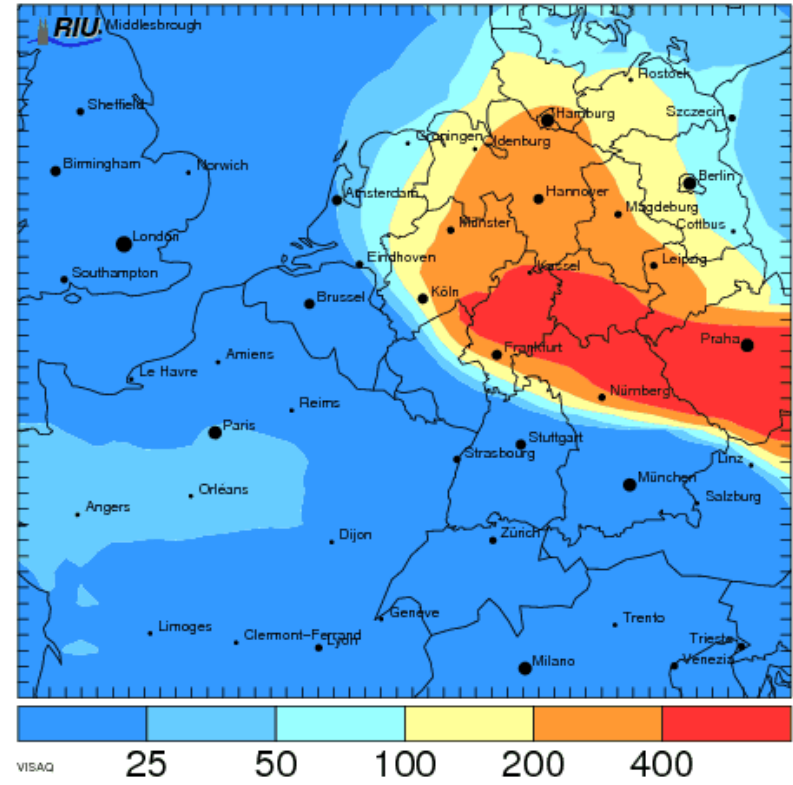 RIU. Middlesbrough
Rostock
Sheffield
Hamburg
Szczecin
Groningen
Oldenburg
Birmingham
Norwich
Berlin
Amsterdam
Hannover
Magdeburg
Münster
Cottbus
London
Eindhoven
Leipzig
Southampton
Kassel
Köln
Brussel
Praha
Frankfurt
Amiens
Le Havre
Nürnberg
Reims
Paris
Stuttgart
Strasbourg
Linz
München
Orléans
Salzburg
Angers
Dijon
Zürich
Genève
Limoges
Trento
Clermont-Ferrand
Lyon
Trieste
Milano
Venezia
VISAQ 25 50 100 200 400